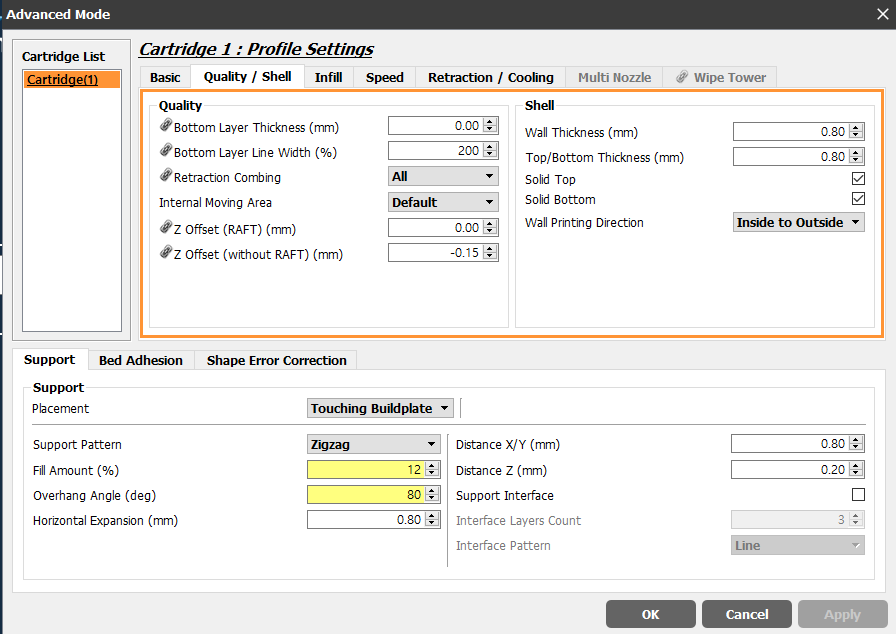 Advanced Mode
Cartridge List
Cartridge(1)
Cartridge 1 : Profile Settings
Basic Quality / Shell Infill Speed Retraction / Cooling Multi Nozzle Wipe Tower
Quality
Bottom Layer Thickness (mm) 0.00
Bottom Layer Line Width (%) 200
Retraction Combing All
Internal Moving Area Default
Z Offset (RAFT) (mm) 0.00
Z Offset (without RAFT) (mm) -0.15
Shell
Wall Thickness (mm) 0.80
Top/Bottom Thickness (mm) 0.80
Solid Top
Solid Bottom
Wall Printing Direction Inside to Outside
Support Bed Adhesion Shape Error Correction
Support
Placement Touching Buildplate
Support Pattern Zigzag
Fill Amount (%) 12
Overhang Angle (deg) 80
Horizontal Expansion (mm) 0.80
Distance X/Y (mm) 0.80
Distance Z (mm) 0.20
Support Interface
Interface Layers Count 3
Interface Pattern Line
OK Cancel Apply